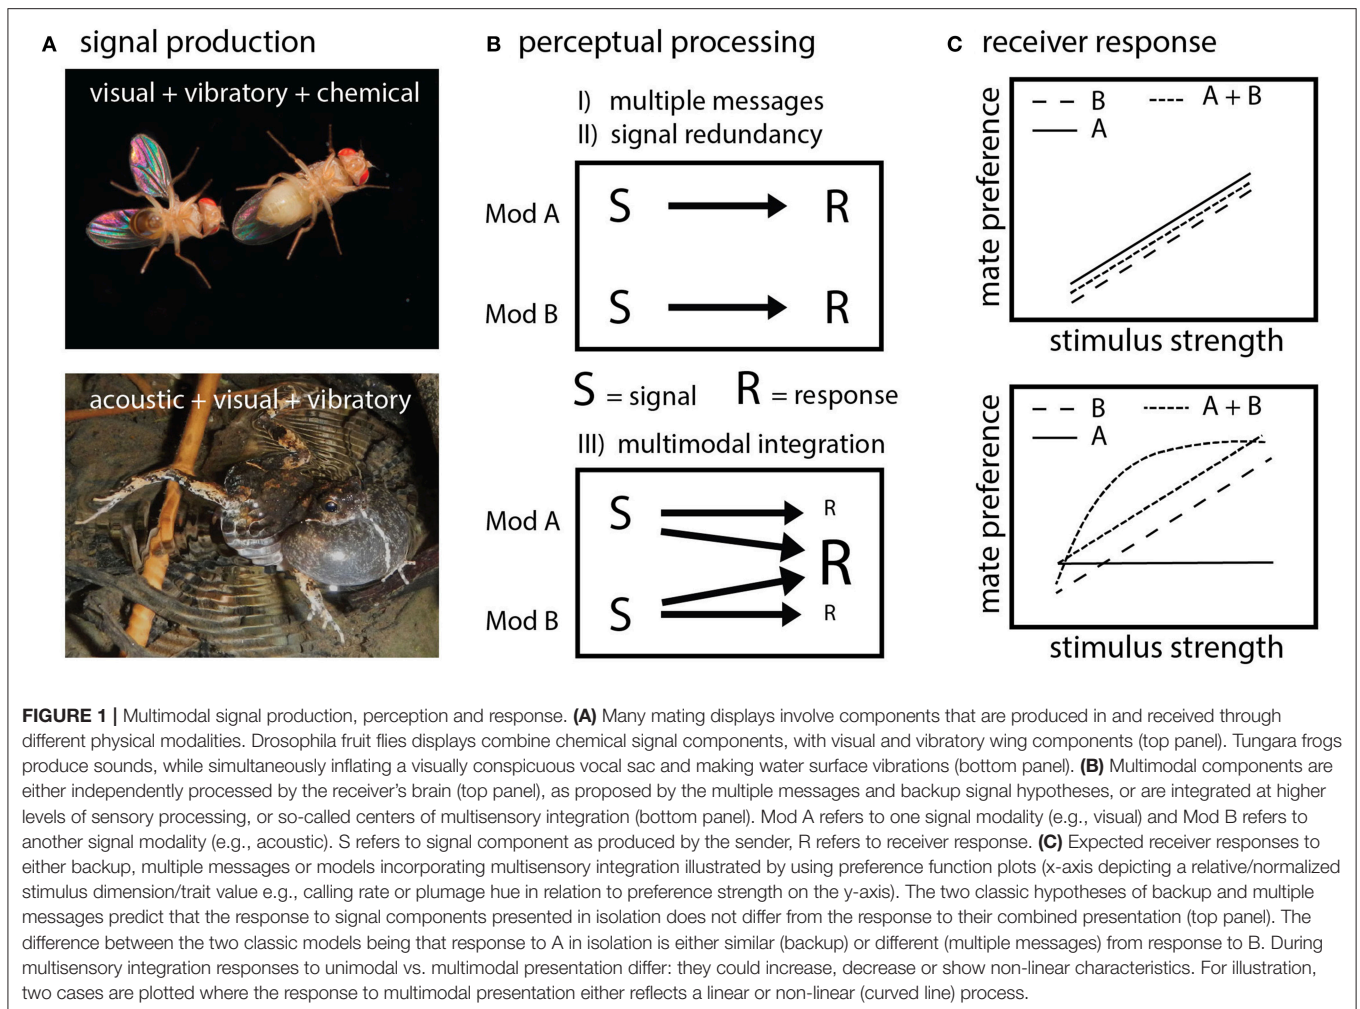 A signal production
visual + vibratory + chemical
acoustic + visual + vibratory
B perceptual processing
I) multiple messages
II) signal redundancy
Mod A
S
R
Mod B
S
R
S = signal R = response
III) multimodal integration
Mod A
S
R
R
Mod B
S
R
C receiver response
B
A + B
A
mate preference
stimulus strength
B
A + B
A
mate preference
stimulus strength
FIGURE 1 | Multimodal signal production, perception and response. (A) Many mating displays involve components that are produced in and received through
different physical modalities. Drosophila fruit flies displays combine chemical signal components, with visual and vibratory wing components (top panel). Tungara frogs
produce sounds, while simultaneously inflating a visually conspicuous vocal sac and making water surface vibrations (bottom panel). (B) Multimodal components are
either independently processed by the receiver's brain (top panel), as proposed by the multiple messages and backup signal hypotheses, or are integrated at higher
levels of sensory processing, or so-called centers of multisensory integration (bottom panel). Mod A refers to one signal modality (e.g., visual) and Mod B refers to
another signal modality (e.g., acoustic). S refers to signal component as produced by the sender, R refers to receiver response. (C) Expected receiver responses to
either backup, multiple messages or models incorporating multisensory integration illustrated by using preference function plots (x-axis depicting a relative/normalized
stimulus dimension/trait value e.g., calling rate or plumage hue in relation to preference strength on the y-axis). The two classic hypotheses of backup and multiple
messages predict that the response to signal components presented in isolation does not differ from the response to their combined presentation (top panel). The
difference between the two classic models being that response to A in isolation is either similar (backup) or different (multiple messages) from response to B. During
multisensory integration responses to unimodal vs. multimodal presentation differ: they could increase, decrease or show non-linear characteristics. For illustration,
two cases are plotted where the response to multimodal presentation either reflects a linear or non-linear (curved line) process.